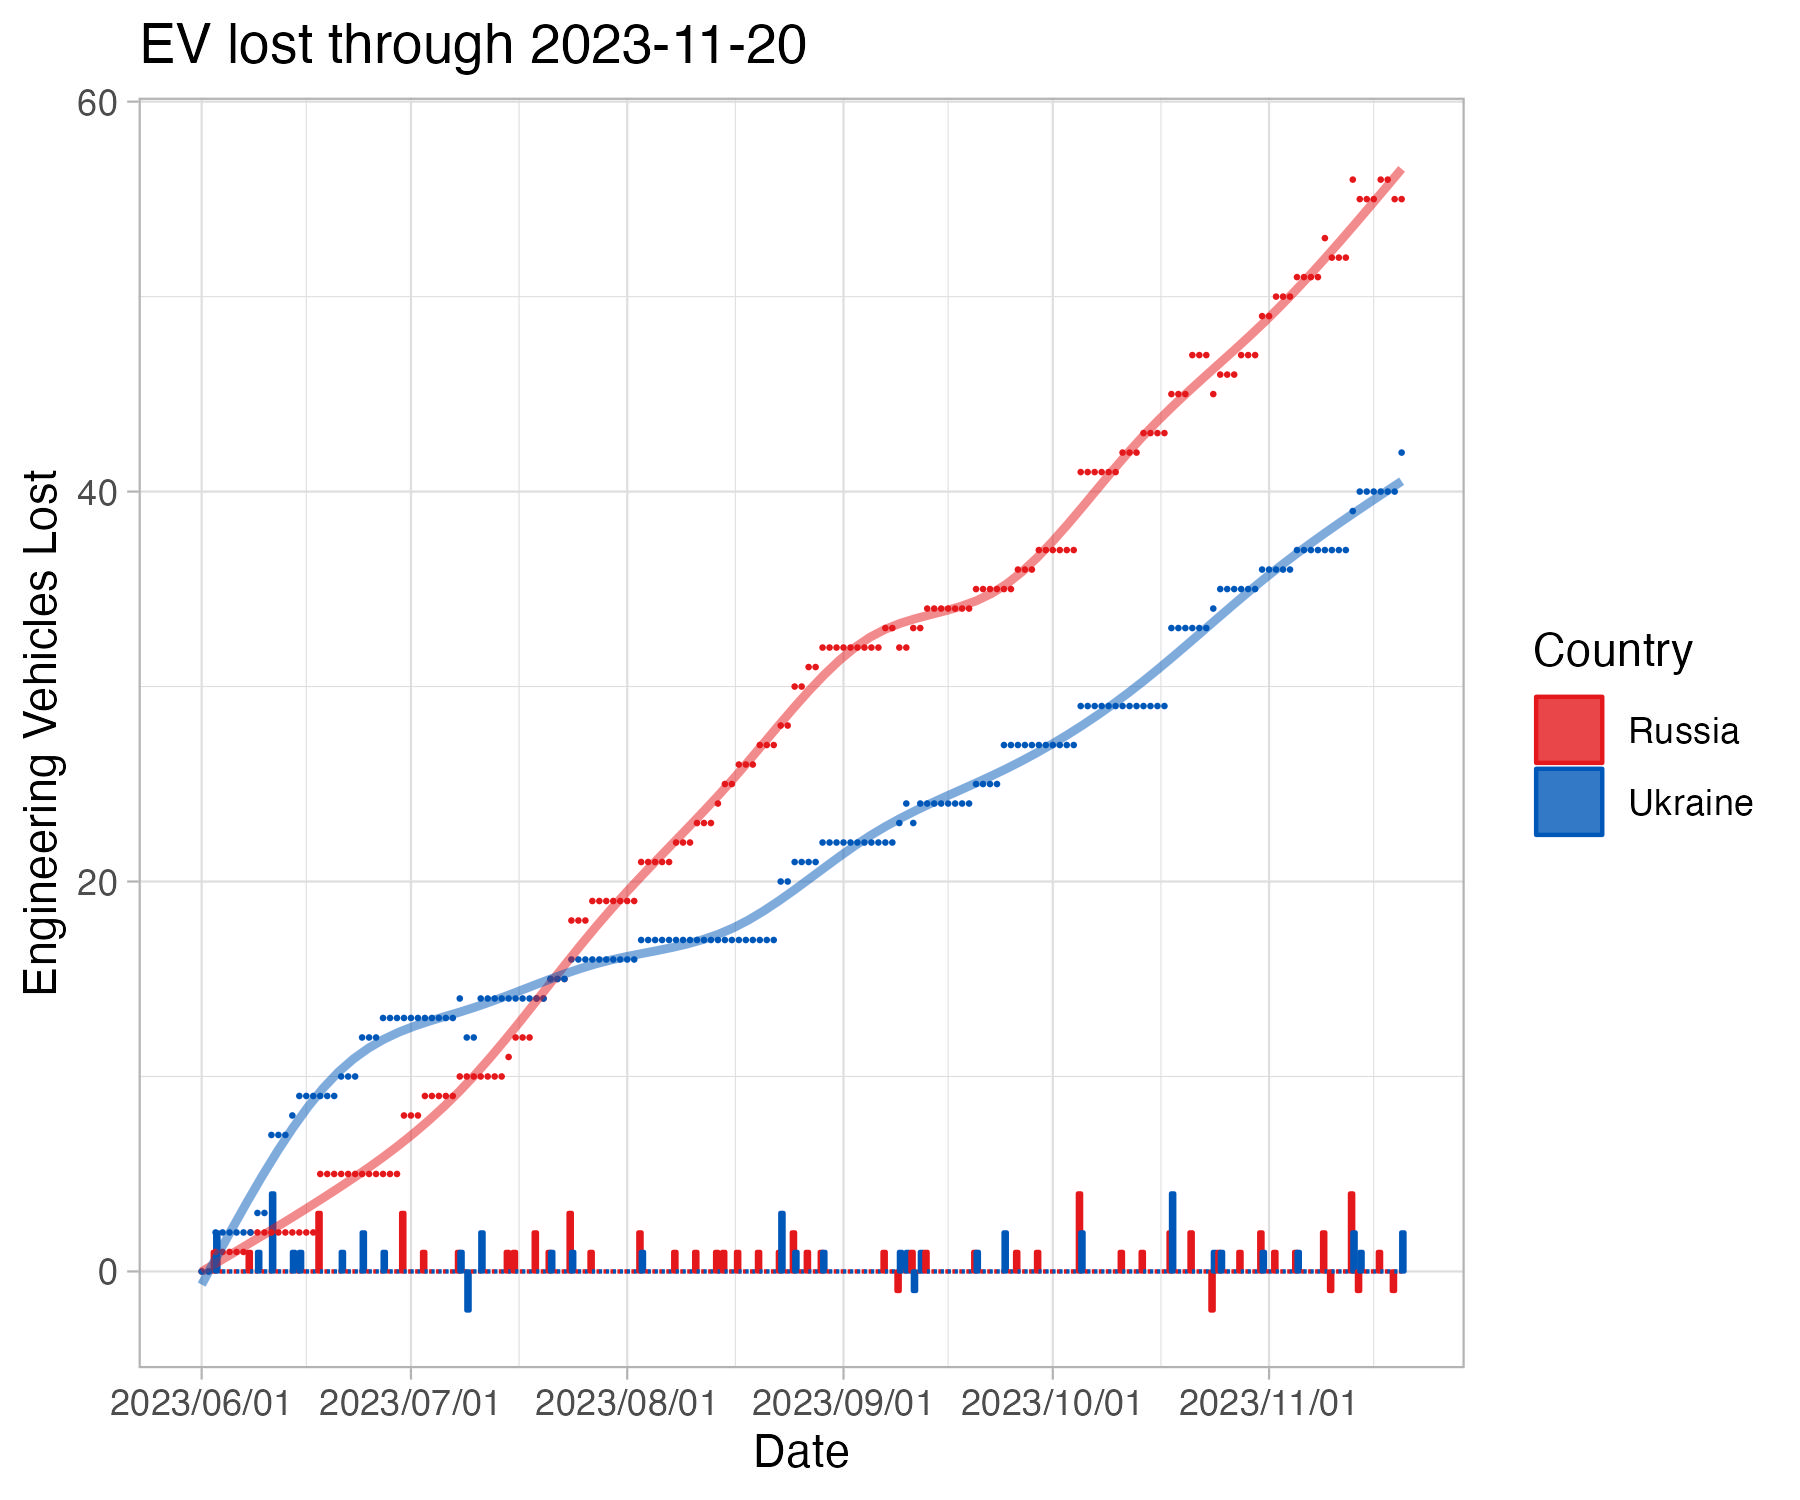 EV lost through 2023-11-20
Engineering Vehicles Lost
60
40
20
0
2023/06/01
2023/07/01
2023/08/01
2023/09/01
2023/10/01
2023/11/01
Date
Country
Russia
Ukraine